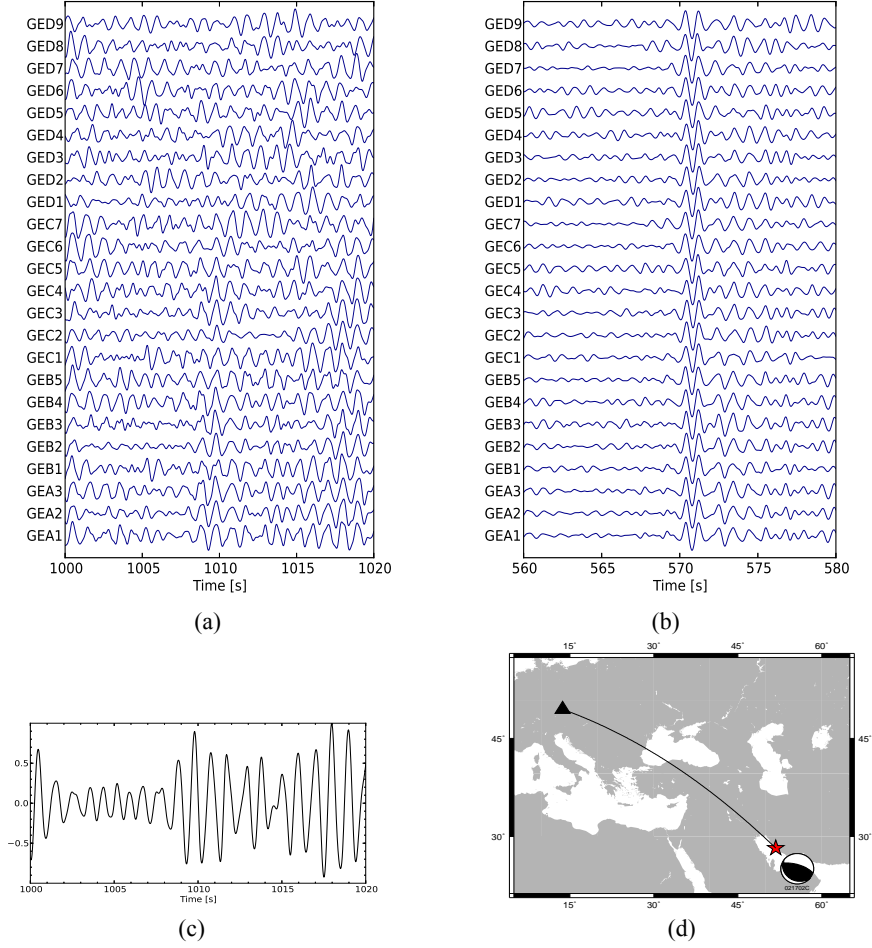 GED9
GED8
GED7
GED6
GED5
GED4
GED3
GED2
GED1
GEC7
GEC6
GEC5
GEC4
GEC3
GEC2
GEC1
GEB5
GEB4
GEB3
GEB2
GEB1
GEA3
GEA2
GEA1
1000 1005 1010 1015 1020
Time [s]
(a)
GED9
GED8
GED7
GED6
GED5
GED4
GED3
GED2
GED1
GEC7
GEC6
GEC5
GEC4
GEC3
GEC2
GEC1
GEB5
GEB4
GEB3
GEB2
GEB1
GEA3
GEA2
GEA1
560 565 570 575 580
Time [s]
(b)
0.5
0.0
−0.5
1000 1005 1010 1015 1020
Time [s]
(c)
15° 30° 45° 60°
45° 45°
30° 30°
021702C
15° 30° 45° 60°
(d)